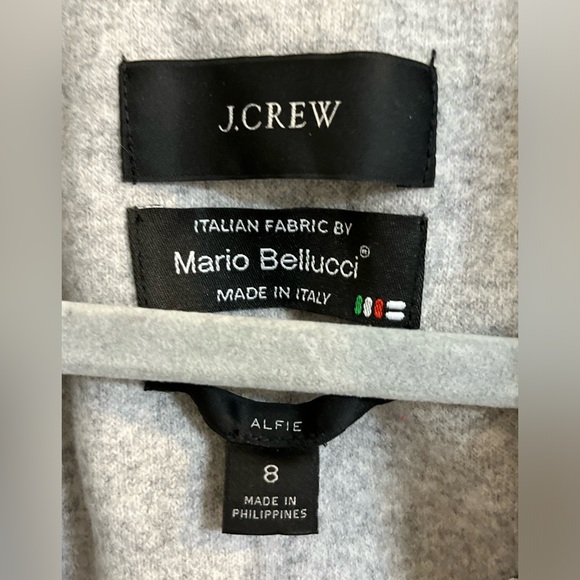 J.CREW
ITALIAN FABRIC BY
Mario Bellucci®
MADE IN ITALY
ALFIE
8
MADE IN
PHILIPPINES